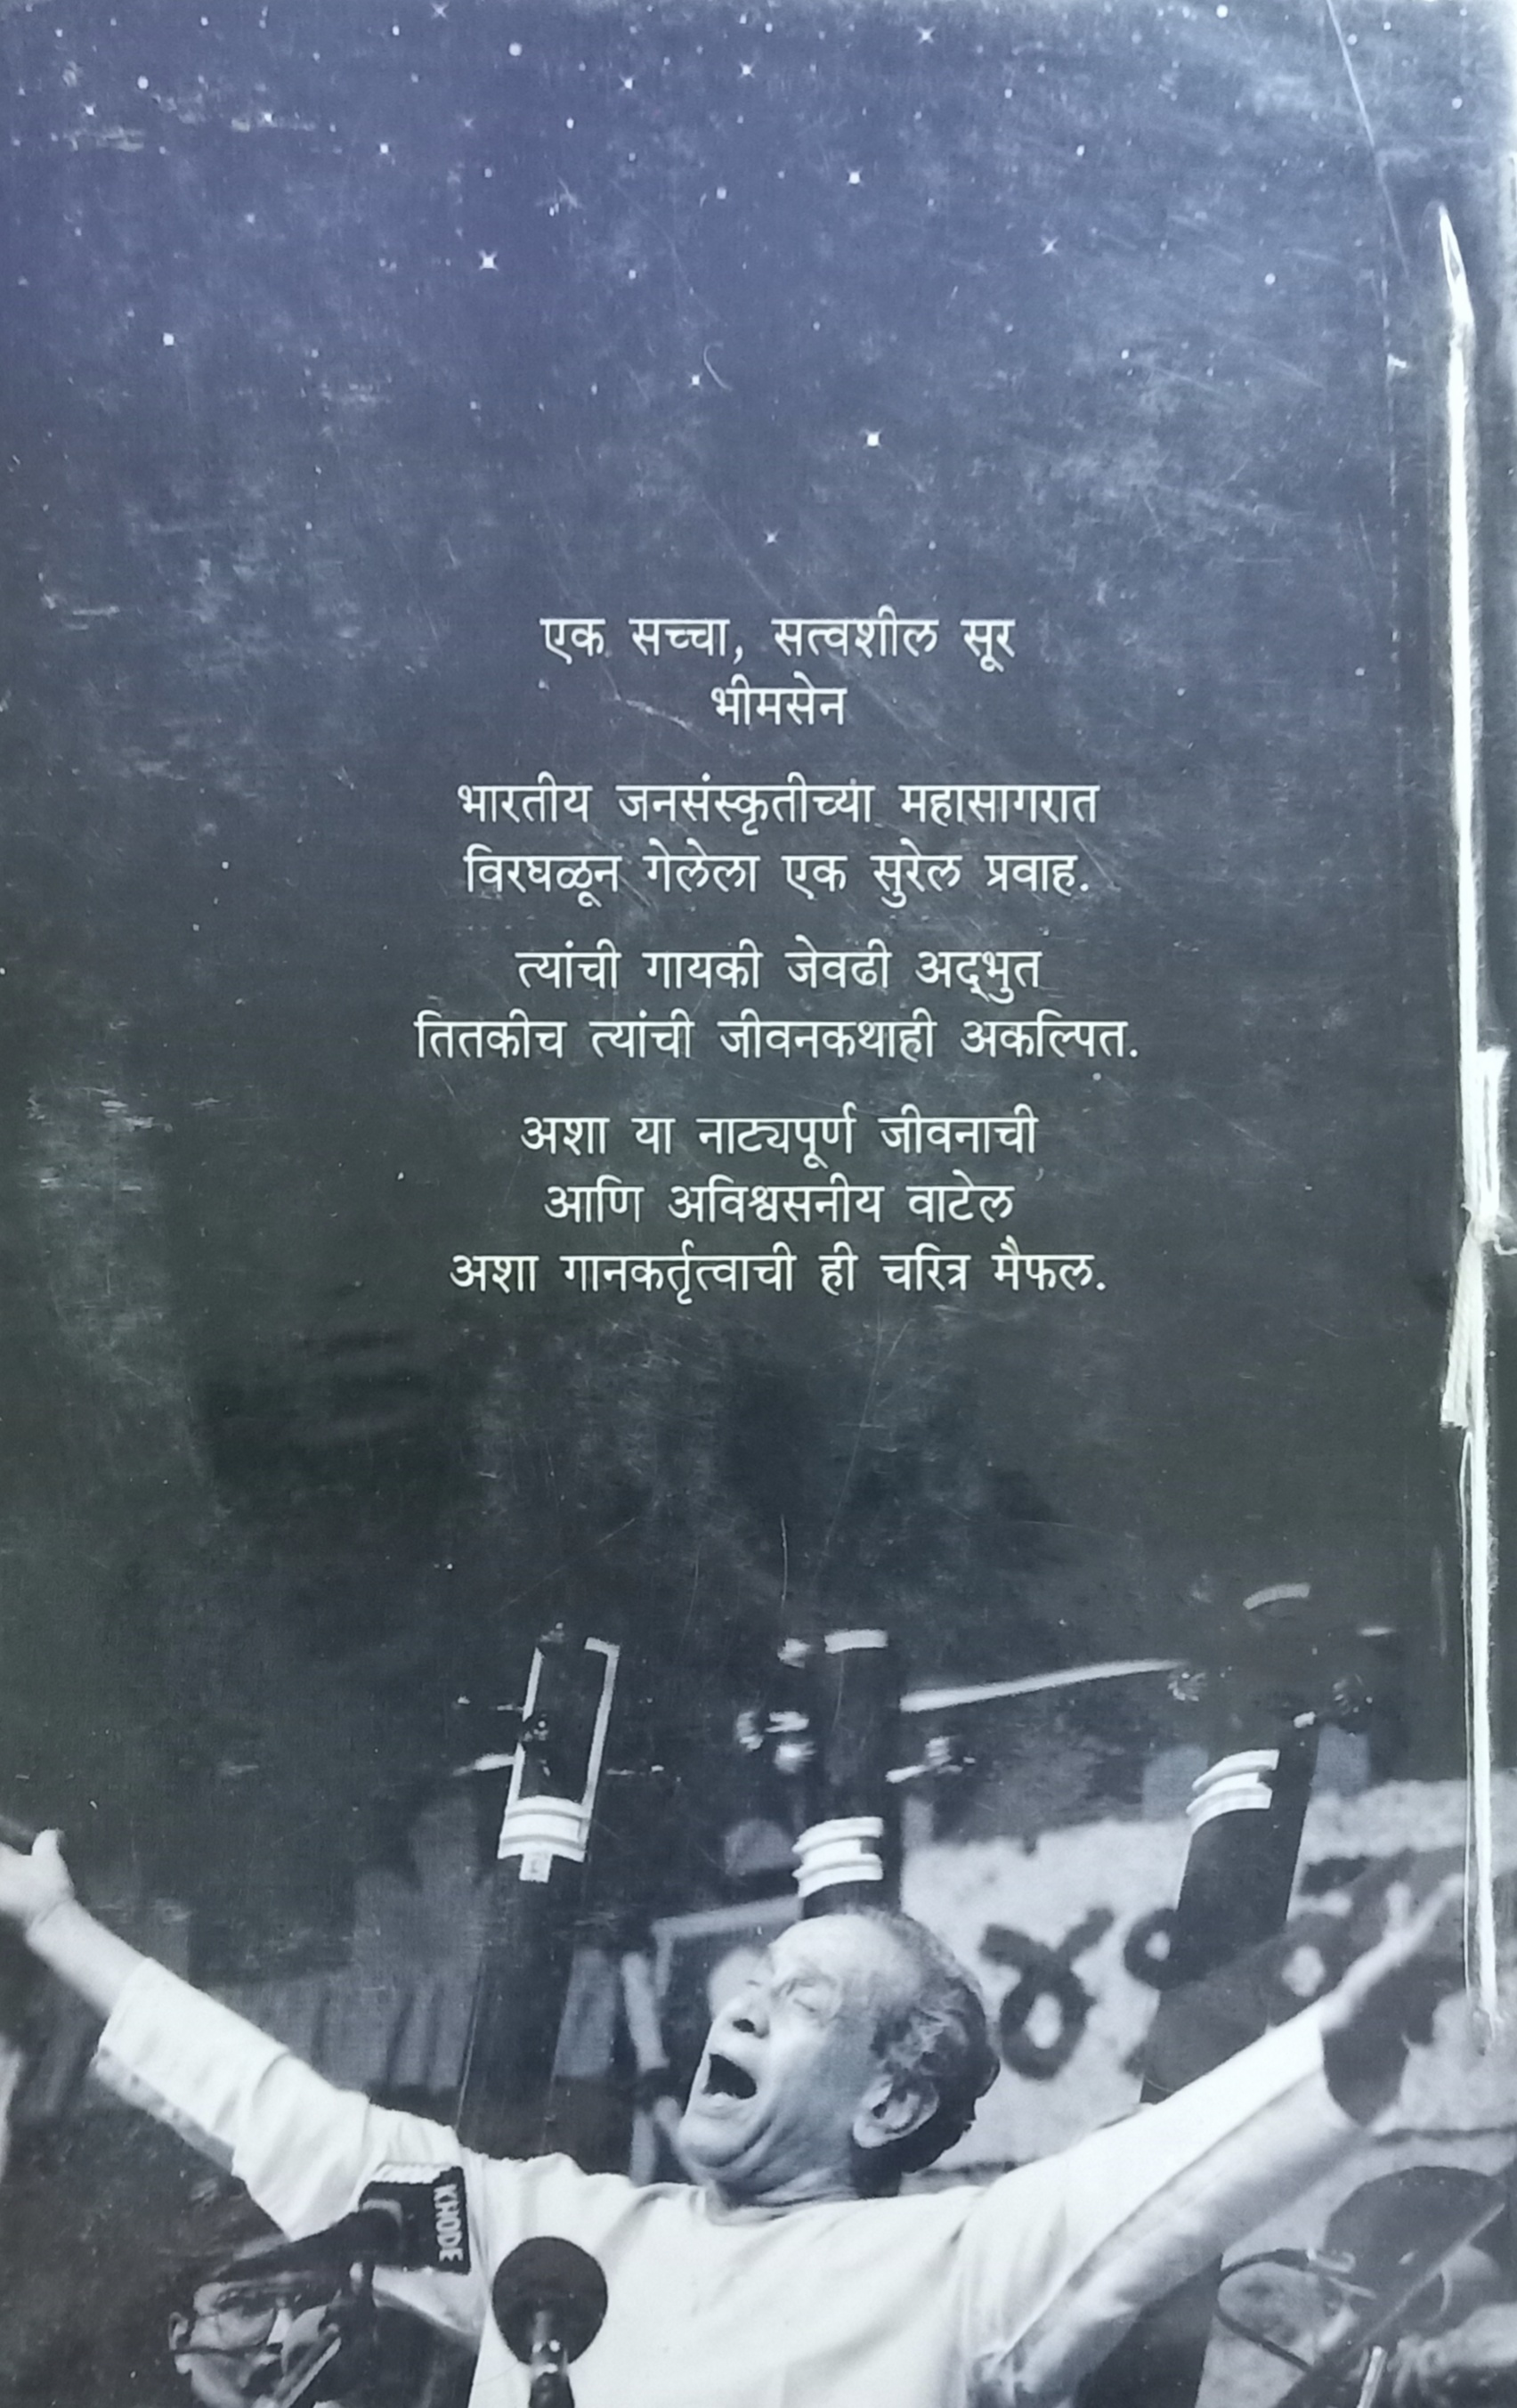 एक सच्चा, सत्वशील सूर
भीमसेन
भारतीय जनसंस्कृतीच्या महासागरात
विरघळून गेलेला एक सुरेल प्रवाह.
त्यांची गायकी जेवढी अद्‌भुत
तितकीच त्यांची जीवनकथाही अकल्पित.
अशा या नाट्यपूर्ण जीवनाची
आणि अविश्वसनीय वाटेल
अशा गानकर्तृत्वाची ही चरित्र मैफल.
KHODE